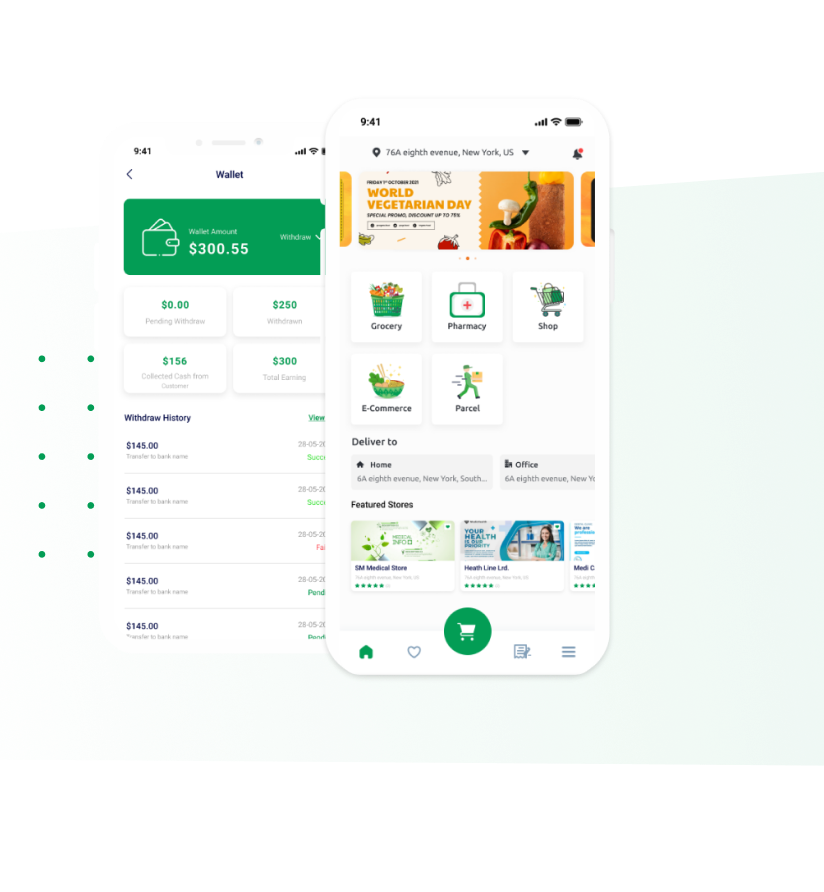 9:41
Wallet
Wallet Amount
$300.55
Withdraw
$0.00
Pending Withdraw
$250
Withdrawn
$156
Collected Cash from
Customer
$300
Total Earning
Withdraw History
View
$145.00
28-05-20
Transfer to bank name
Succ
$145.00
28-05-20
Transfer to bank name
Succ
$145.00
28-05-20
Transfer to bank name
Fai
$145.00
28-05-20
Transfer to bank name
Pend
$145.00
28-05-20
Transfer to bank name
Pend
9:41
76A eighth evenue, New York, US
FRIDAY 1ST OCTOBER 2021
WORLD
VEGETARIAN DAY
SPECIAL PROMO, DISCOUNT UP TO 75%
Grocery
Pharmacy
Shop
E-Commerce
Parcel
Deliver to
Home
6A eighth evenue, New York, South...
Office
6A eighth evenue, New Yo
Featured Stores
MEDICAL
INFO
SM Medical Store
76A eighth evenue, New York, US
YOUR
HEALTH
IS OUR
PRIORITY
Heath Line Lrd.
76A eighth evenue, New York, US
We are
professio
Medi C
76A eighth